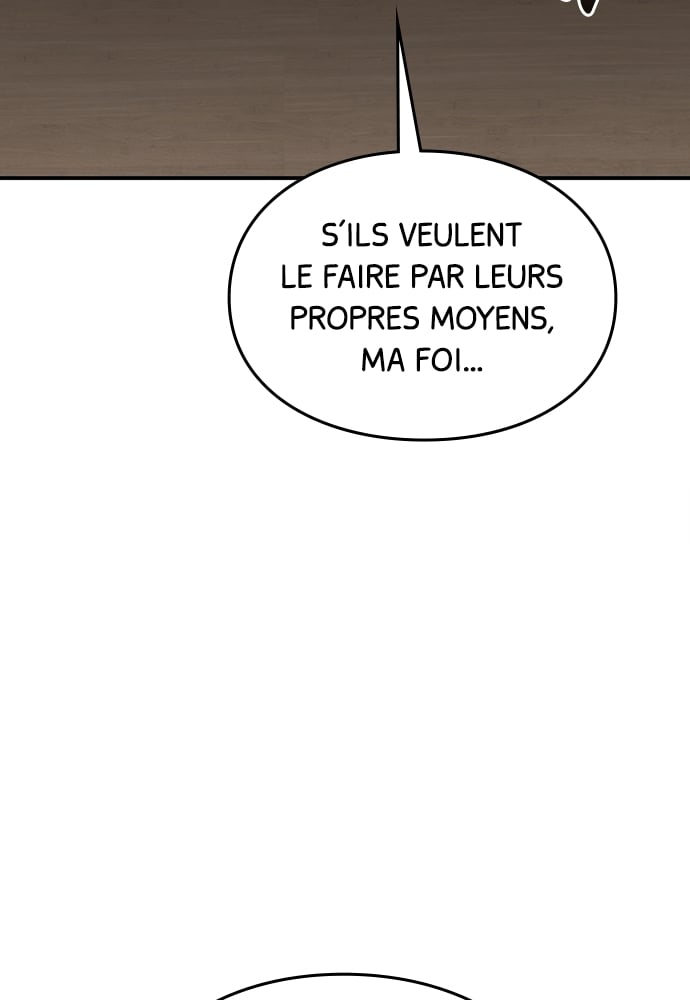 S'ILS VEULENT
LE FAIRE PAR LEURS
PROPRES MOYENS,
MA FOI...